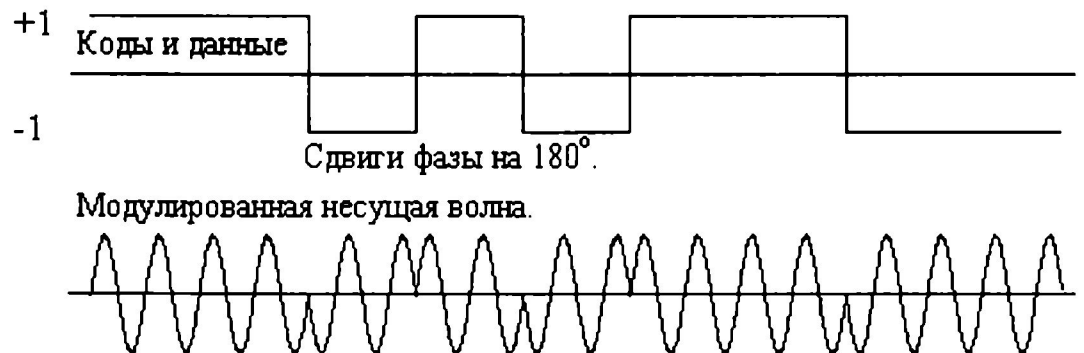 +1
Коды и данные
-1
Сдвиги фазы на 180°.
Модулированная несущая волна.